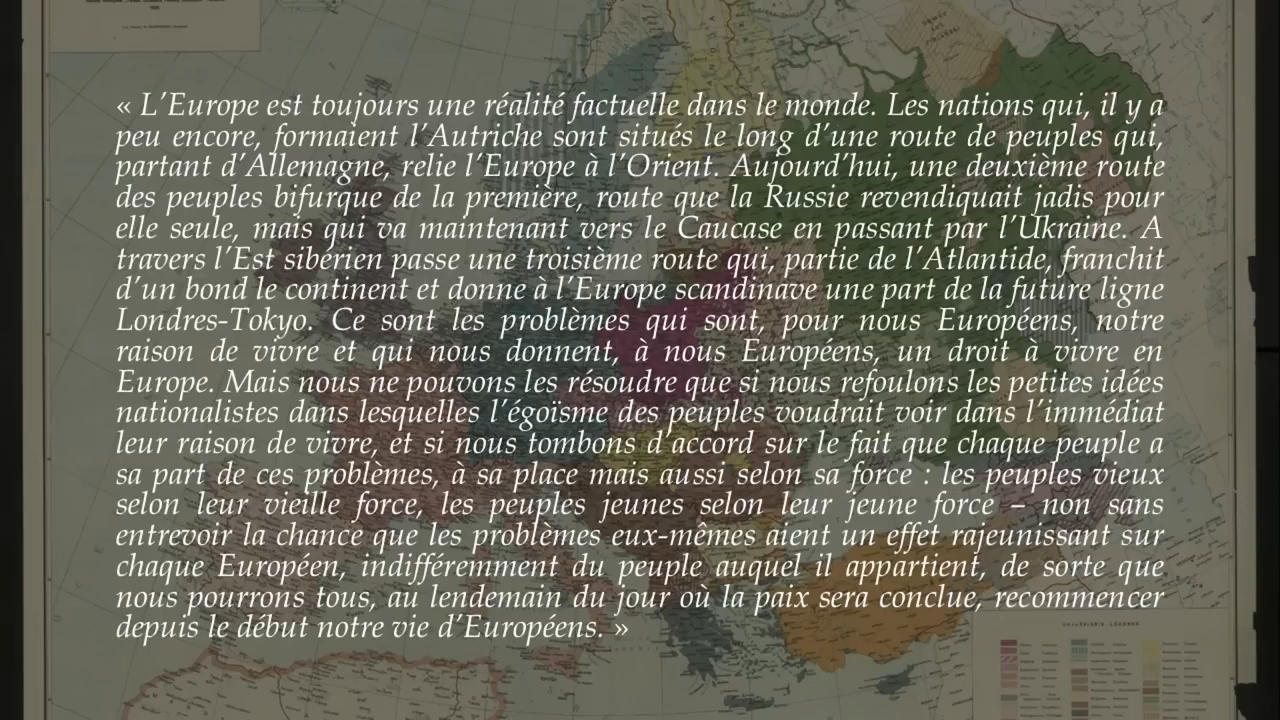 « L’Europe est toujours une réalité factuelle dans le monde. Les nations qui, il y a
peu encore, formaient l’Autriche sont situés le long d’une route de peuples qui,
partant d’Allemagne, relie l’Europe à l’Orient. Aujourd’hui, une deuxième route
des peuples bifurque de la première, route que la Russie revendiquait jadis pour
elle seule, mais qui va maintenant vers le Caucase en passant par l’Ukraine. A
travers l’Est sibérien passe une troisième route qui, partie de l’Atlantide, franchit
d’un bond le continent et donne à l’Europe scandinave une part de la future ligne
Londres-Tokyo. Ce sont les problèmes qui sont, pour nous Européens, notre
raison de vivre et qui nous donnent, à nous Européens, un droit à vivre en
Europe. Mais nous ne pouvons les résoudre que si nous refoulons les petites idées
nationalistes dans lesquelles l’égoïsme des peuples voudrait voir dans l’immédiat
leur raison de vivre, et si nous tombons d’accord sur le fait que chaque peuple a
sa part de ces problèmes, à sa place mais aussi selon sa force : les peuples vieux
selon leur vieille force, les peuples jeunes selon leur jeune force – non sans
entrevoir la chance que les problèmes eux-mêmes aient un effet rajeunissant sur
chaque Européen, indifféremment du peuple auquel il appartient, de sorte que
nous pourrons tous, au lendemain du jour où la paix sera conclue, recommencer
depuis le début notre vie d’Européens. »